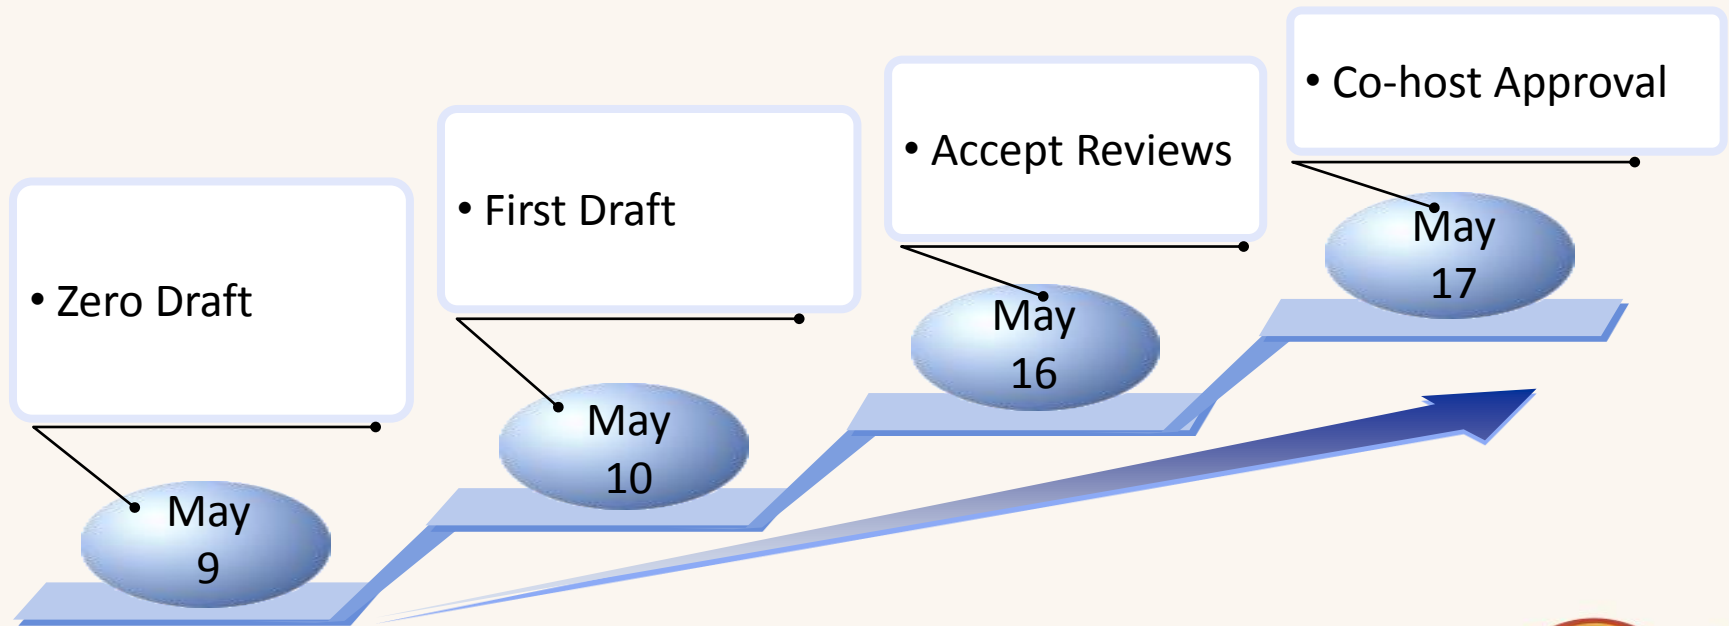 • Zero Draft
May
9
• First Draft
May
10
• Accept Reviews
May
16
• Co-host Approval
May
17